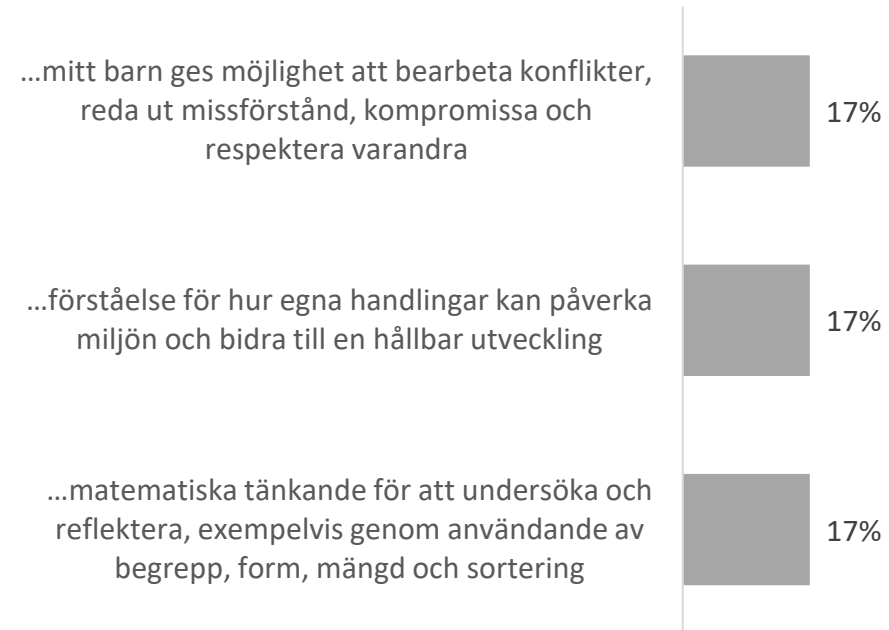 ...mitt barn ges möjlighet att bearbeta konflikter,
reda ut missförstånd, kompromissa och
respektera varandra
17%
...förståelse för hur egna handlingar kan påverka
miljön och bidra till en hållbar utveckling
17%
...matematiska tänkande för att undersöka och
reflektera, exempelvis genom användande av
begrepp, form, mängd och sortering
17%